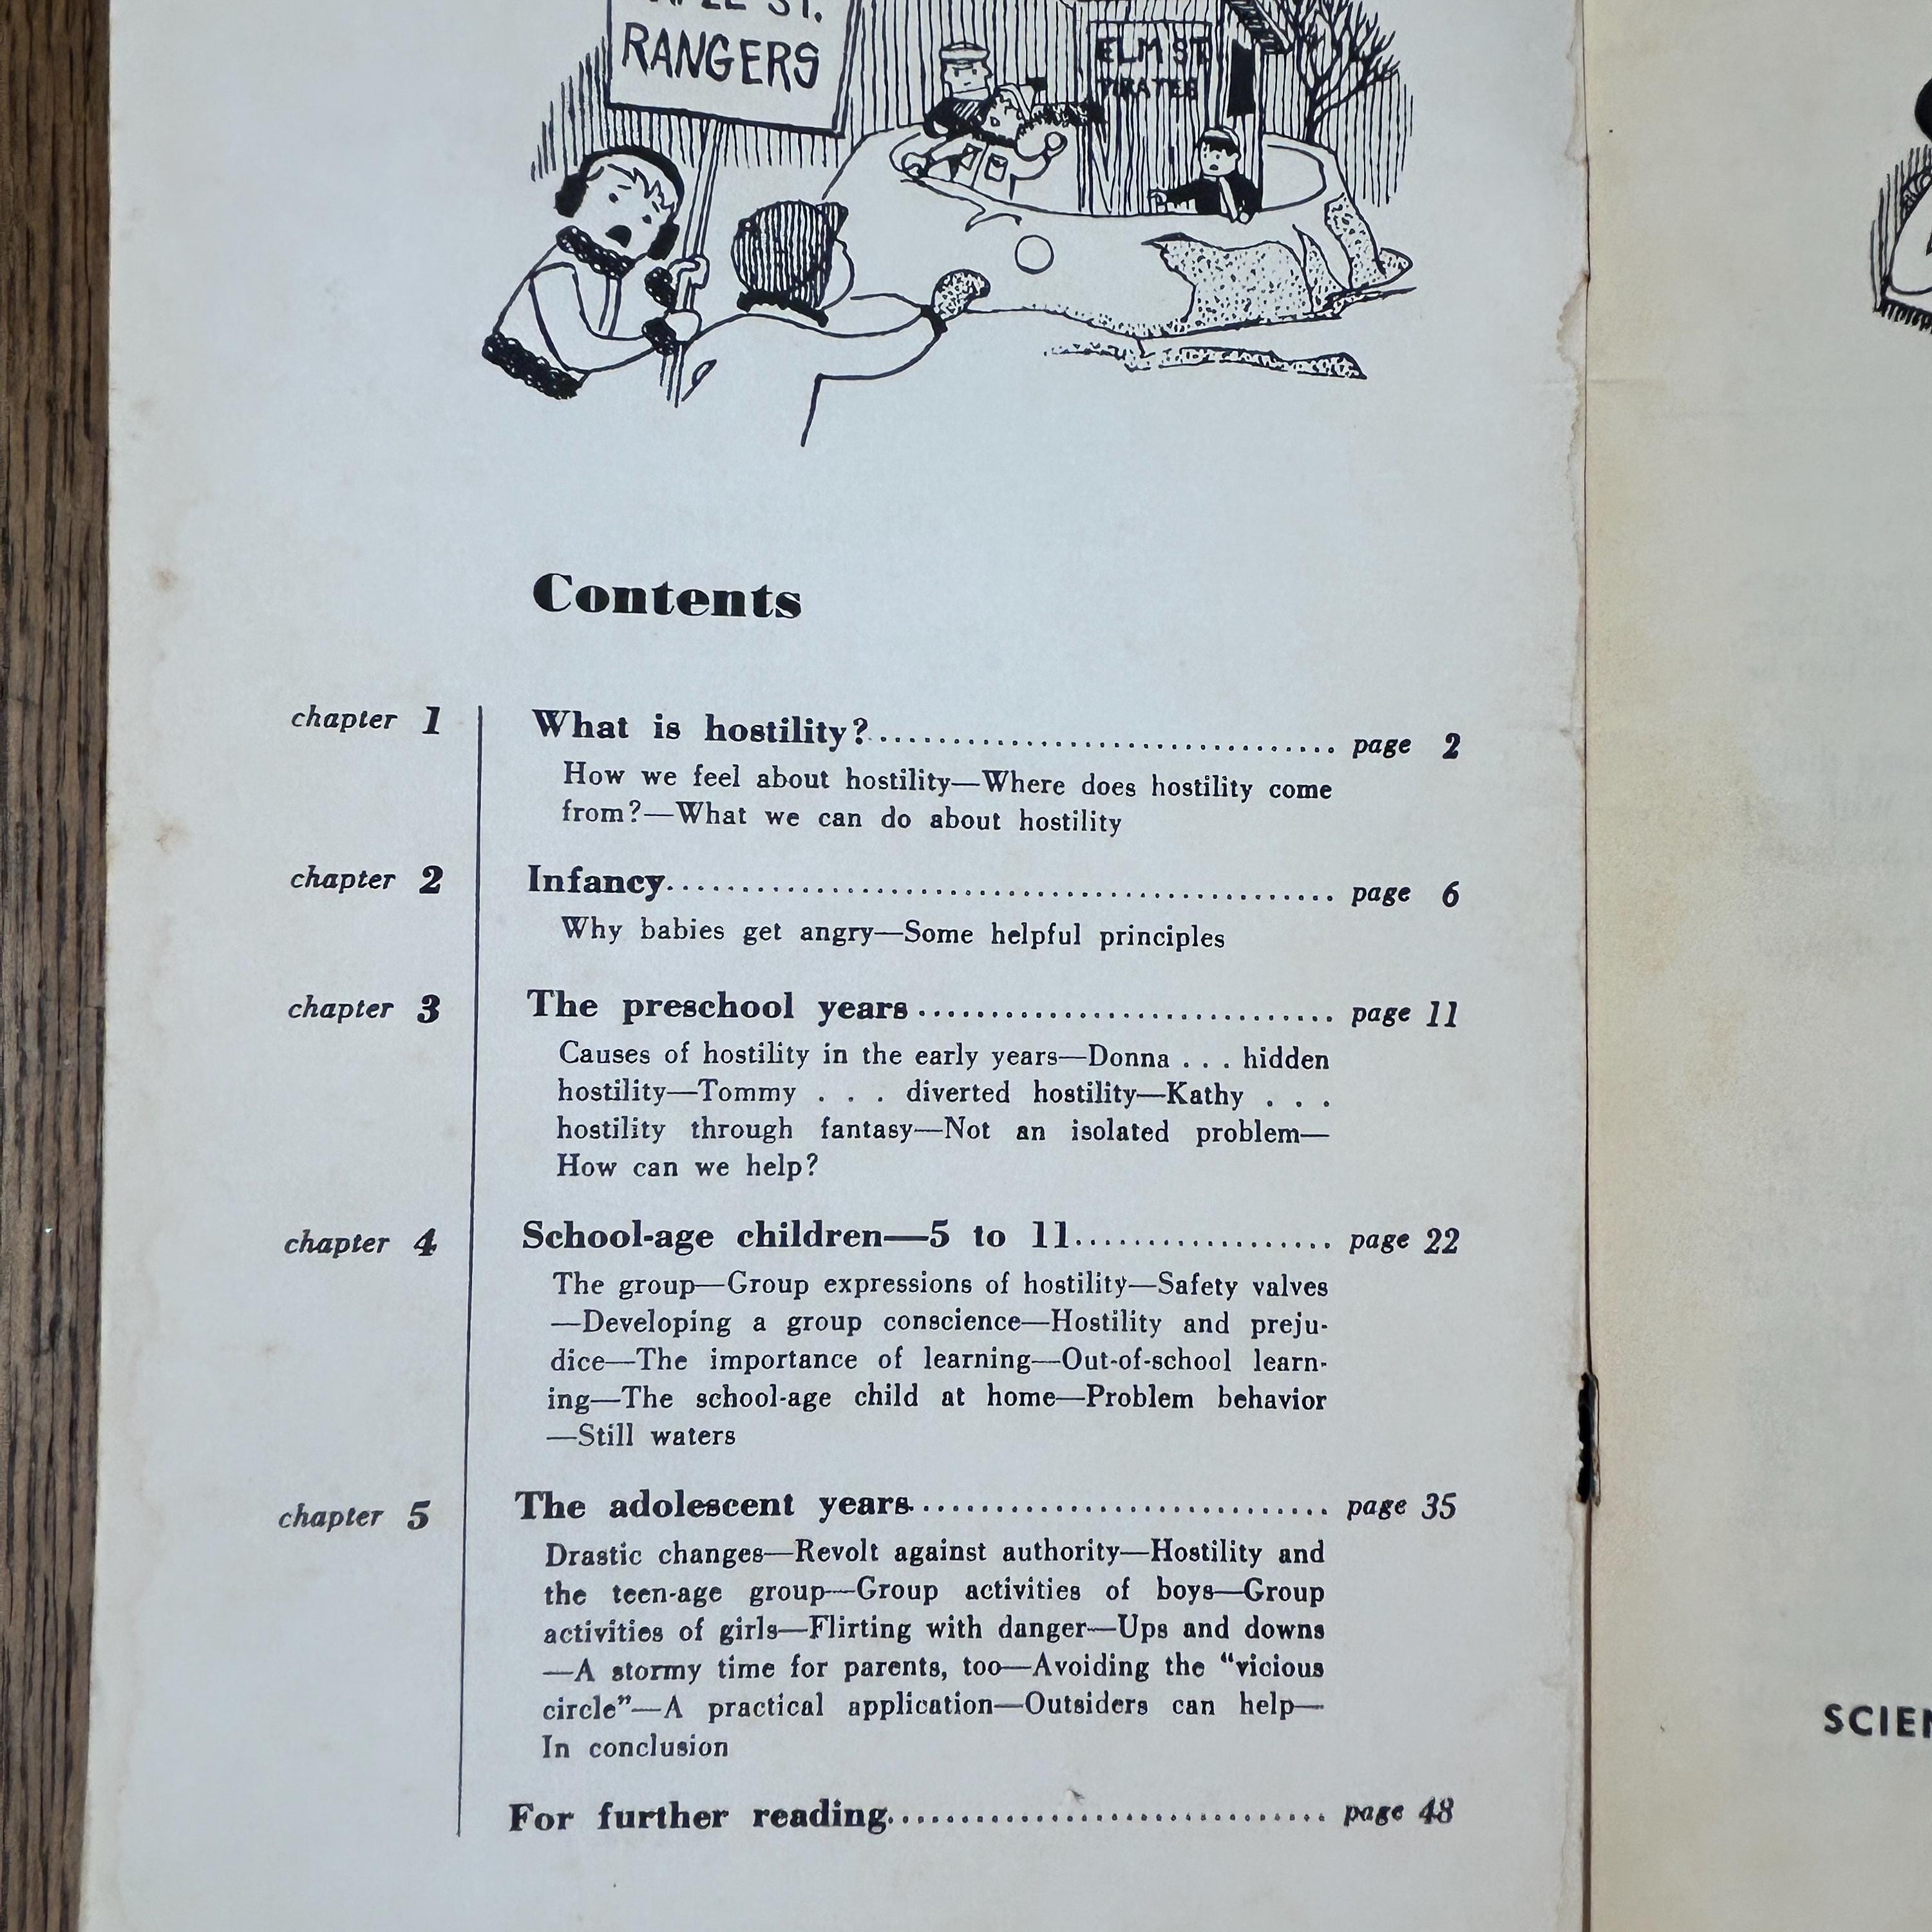 ST.
RANGERS
ELM ST.
PIRATES
Contents
chapter 1 What is hostility? page 2
How we feel about hostility—Where does hostility come
from?—What we can do about hostility
chapter 2 Infancy page 6
Why babies get angry—Some helpful principles
chapter 3 The preschool years page 11
Causes of hostility in the early years—Donna . . . hidden
hostility—Tommy . . . diverted hostility—Kathy . . .
hostility through fantasy—Not an isolated problem—
How can we help?
chapter 4 School-age children—5 to 11 page 22
The group—Group expressions of hostility—Safety valves
—Developing a group conscience—Hostility and preju-
dice—The importance of learning—Out-of-school learn-
ing—The school-age child at home—Problem behavior
—Still waters
chapter 5 The adolescent years page 35
Drastic changes—Revolt against authority—Hostility and
the teen-age group—Group activities of boys—Group
activities of girls—Flirting with danger—Ups and downs
—A stormy time for parents, too—Avoiding the “vicious
circle”—A practical application—Outsiders can help—
In conclusion
For further reading page 48
SCIEN